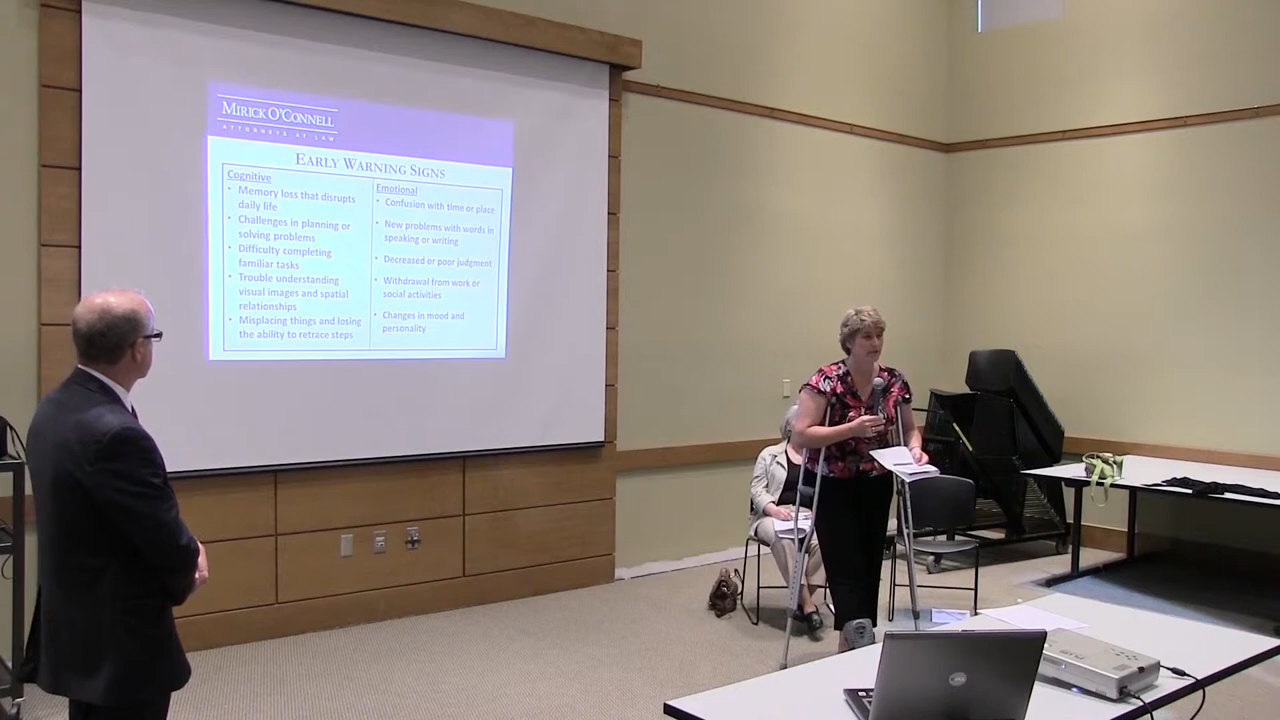 MIRICK O'CONNELL
ATTORNEYS AT LAW
EARLY WARNING SIGNS
Cognitive
• Memory loss that disrupts
daily life
• Challenges in planning or
solving problems
• Difficulty completing
familiar tasks
• Trouble understanding
visual images and spatial
relationships
• Misplacing things and losing
the ability to retrace steps
Emotional
• Confusion with time or place
• New problems with words in
speaking or writing
• Decreased or poor judgment
• Withdrawal from work or
social activities
• Changes in mood and
personality
DELL